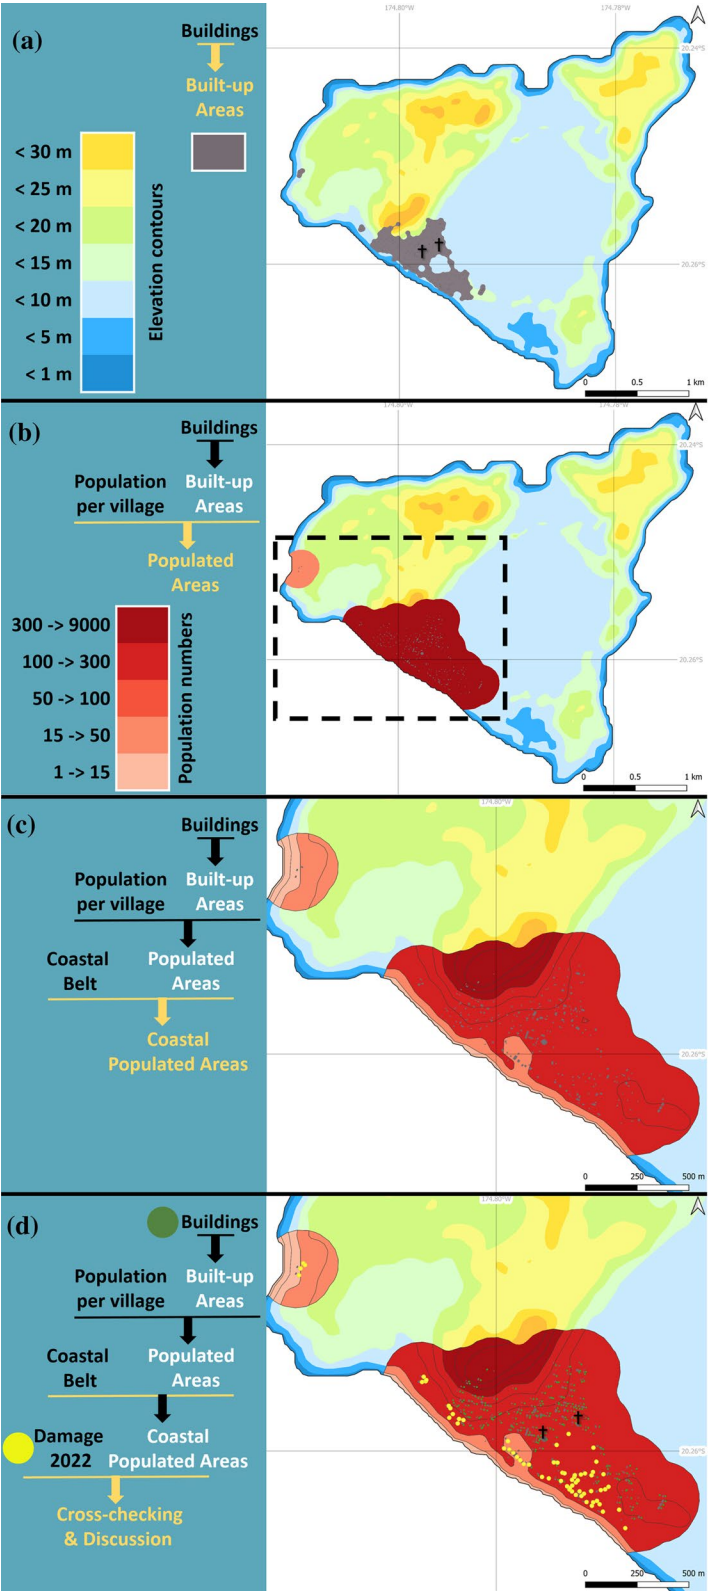 (a)
Buildings
Built-up
Areas
< 30 m
< 25 m
< 20 m
< 15 m
< 10 m
< 5 m
< 1 m
Elevation contours
174.80°W
174.78°W
20.24°S
20.26°S
0 0.5 1 km
(b)
Buildings
Population
per village
Built-up
Areas
Populated
Areas
300 -> 9000
100 -> 300
50 -> 100
15 -> 50
1 -> 15
Population numbers
174.80°W
174.78°W
20.24°S
20.26°S
0 0.5 1 km
(c)
Buildings
Population
per village
Built-up
Areas
Coastal
Belt
Populated
Areas
Coastal
Populated Areas
174.80°W
20.26°S
0 250 500 m
(d)
Buildings
Population
per village
Built-up
Areas
Coastal
Belt
Populated
Areas
Damage
2022
Coastal
Populated Areas
Cross-checking
& Discussion
174.80°W
20.26°S
0 250 500 m